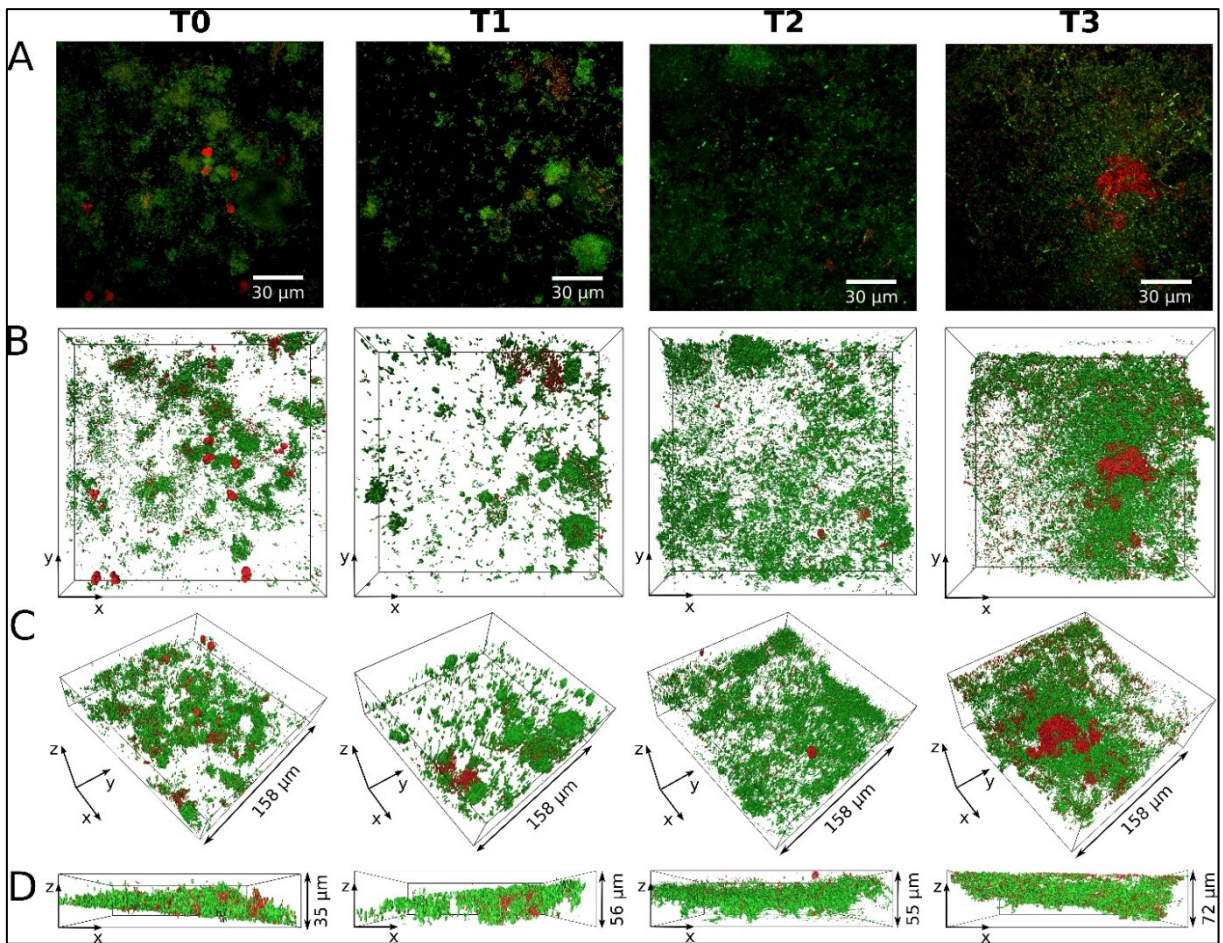 T0 T1 T2 T3
A
30 µm 30 µm 30 µm 30 µm
B
y y y y
x x x x
C
z z z z
y y y y
x x x x
158 µm 158 µm 158 µm 158 µm
D
z z z z
x x x x
35 µm 56 µm 55 µm 72 µm